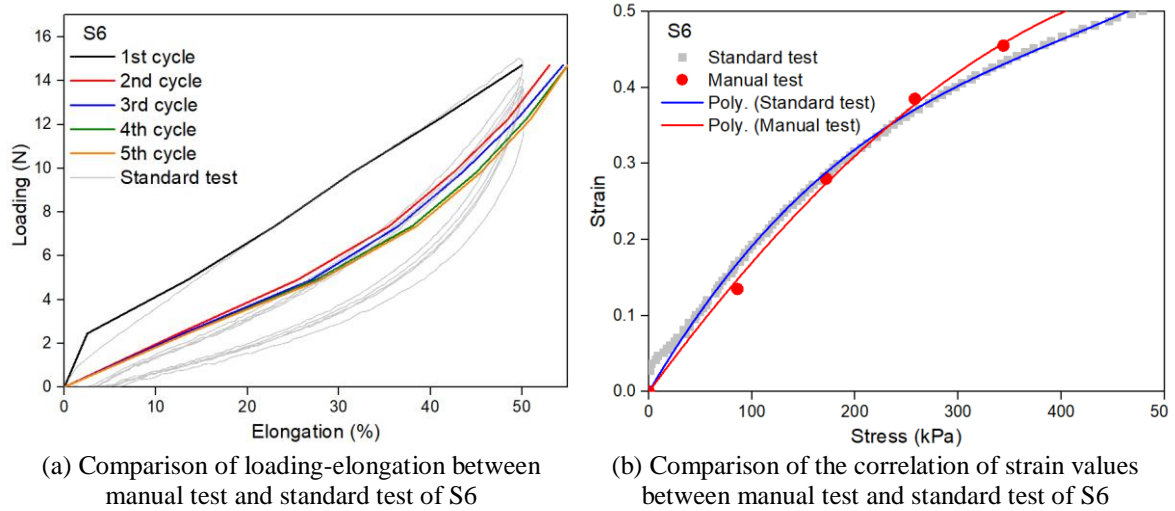 S6
1st cycle
2nd cycle
3rd cycle
4th cycle
5th cycle
Standard test
16
14
12
10
8
6
4
2
0
Loading (N)
0
10
20
30
40
50
Elongation (%)
(a) Comparison of loading-elongation between
manual test and standard test of S6
S6
Standard test
Manual test
Poly. (Standard test)
Poly. (Manual test)
0.5
0.4
0.3
0.2
0.1
0.0
Strain
0
100
200
300
400
50
Stress (kPa)
(b) Comparison of the correlation of strain values
between manual test and standard test of S6